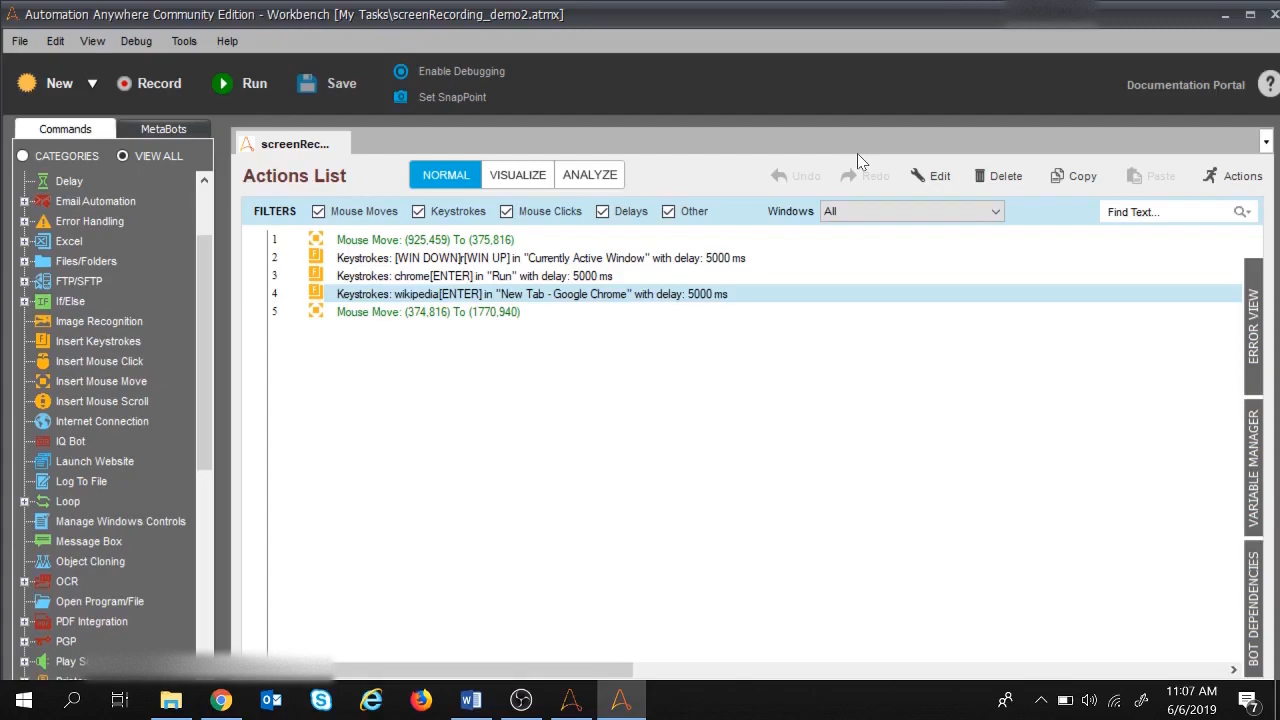 Automation Anywhere Community Edition - Workbench [My Tasks\screenRecording_demo2.atmx]
File Edit View Debug Tools Help
New Record Run Save
Enable Debugging
Set SnapPoint
Documentation Portal ?
Commands MetaBots
CATEGORIES VIEW ALL
Delay
Email Automation
Error Handling
Excel
Files/Folders
FTP/SFTP
If/Else
Image Recognition
Insert Keystrokes
Insert Mouse Click
Insert Mouse Move
Insert Mouse Scroll
Internet Connection
IQ Bot
Launch Website
Log To File
Loop
Manage Windows Controls
Message Box
Object Cloning
OCR
Open Program/File
PDF Integration
PGP
Play
screenRec...
Actions List NORMAL VISUALIZE ANALYZE Undo Redo Edit Delete Copy Paste Actions
FILTERS Mouse Moves Keystrokes Mouse Clicks Delays Other Windows All Find Text...
1 Mouse Move: (925,459) To (375,816)
2 Keystrokes: [WIN DOWN]r[WIN UP] in "Currently Active Window" with delay: 5000 ms
3 Keystrokes: chrome[ENTER] in "Run" with delay: 5000 ms
4 Keystrokes: wikipedia[ENTER] in "New Tab - Google Chrome" with delay: 5000 ms
5 Mouse Move: (374,816) To (1770,940)
ERROR VIEW
VARIABLE MANAGER
BOT DEPENDENCIES
11:07 AM
6/6/2019
7